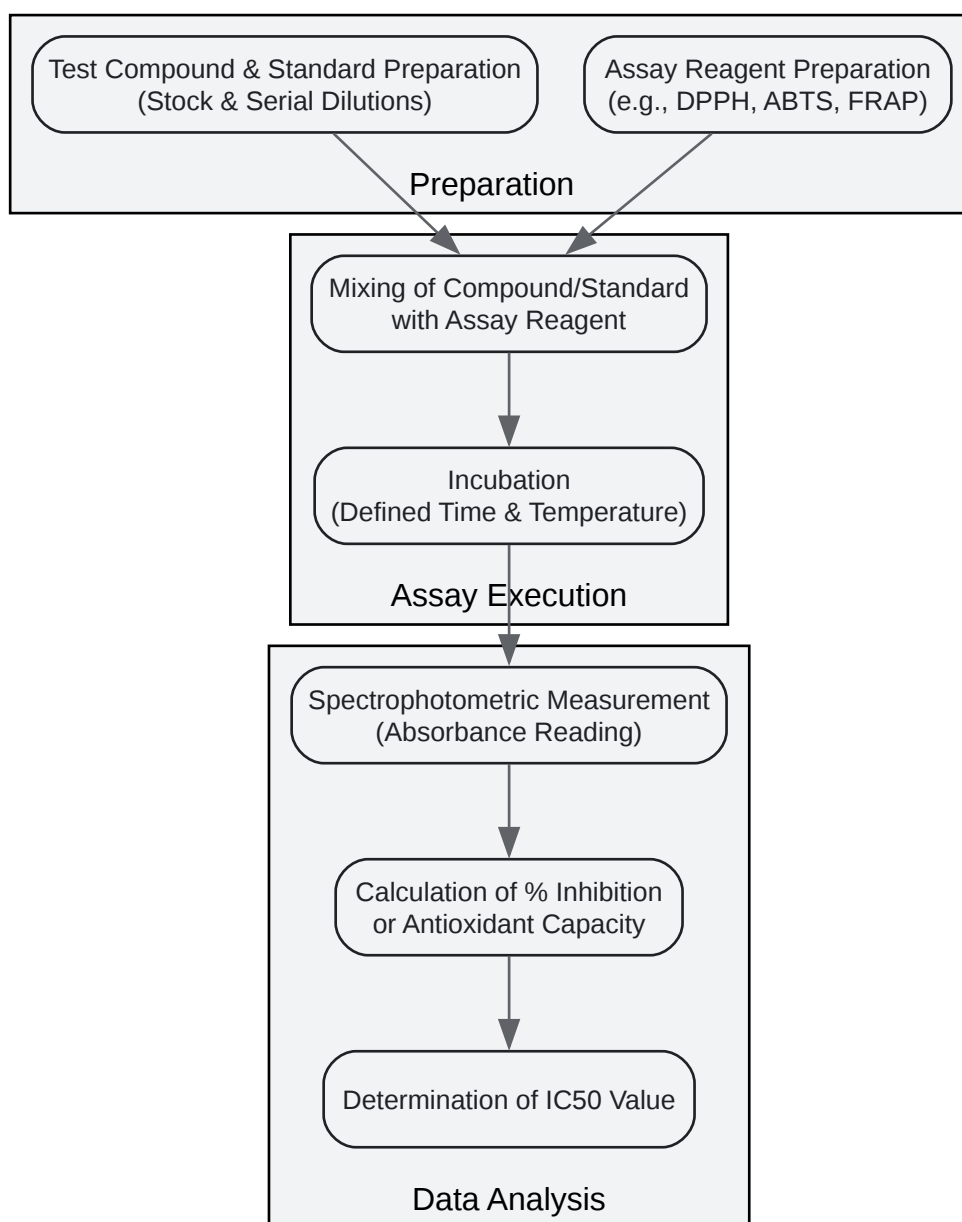 Test Compound & Standard Preparation
(Stock & Serial Dilutions)
Assay Reagent Preparation
(e.g., DPPH, ABTS, FRAP)
Preparation
Mixing of Compound/Standard
with Assay Reagent
Incubation
(Defined Time & Temperature)
Assay Execution
Spectrophotometric Measurement
(Absorbance Reading)
Calculation of % Inhibition
or Antioxidant Capacity
Determination of IC50 Value
Data Analysis